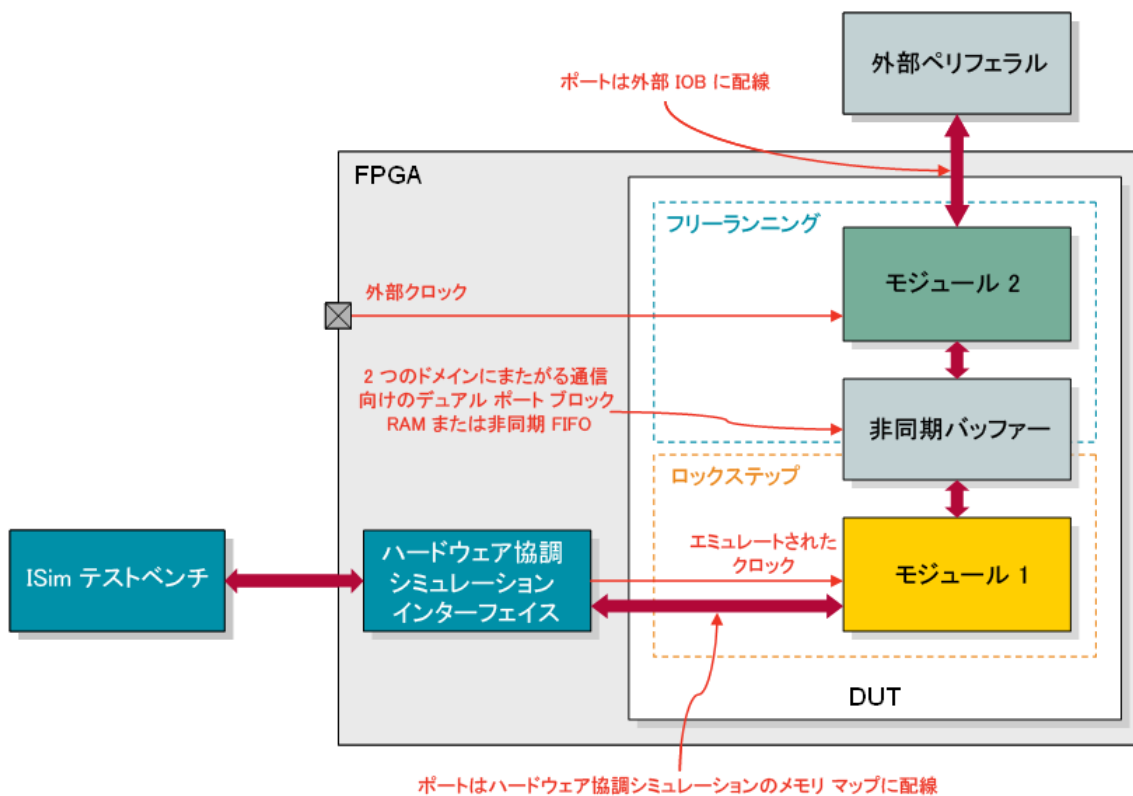 外部ペリフェラル
ポートは外部 IOB に配線
FPGA
フリーランニング
モジュール 2
外部クロック
2 つのドメインにまたがる通信
向けのデュアル ポート ブロック
RAM または非同期 FIFO
非同期バッファー
ロックステップ
ISim テストベンチ
ハードウェア協調
シミュレーション
インターフェイス
エミュレートされた
クロック
モジュール 1
DUT
ポートはハードウェア協調シミュレーションのメモリ マップに配線